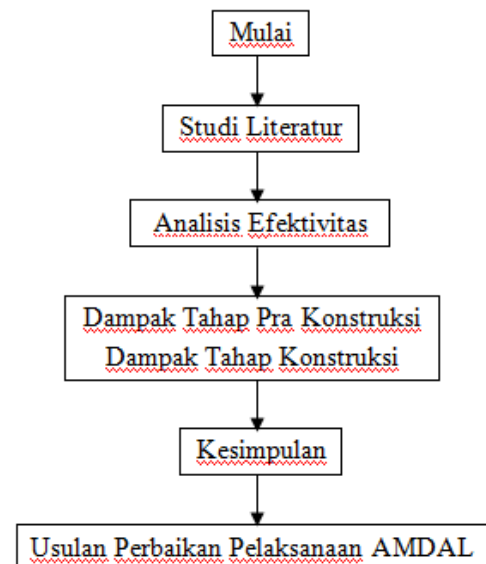 Mulai
Studi Literatur
Analisis Efektivitas
Dampak Tahap Pra Konstruksi
Dampak Tahap Konstruksi
Kesimpulan
Usulan Perbaikan Pelaksanaan AMDAL